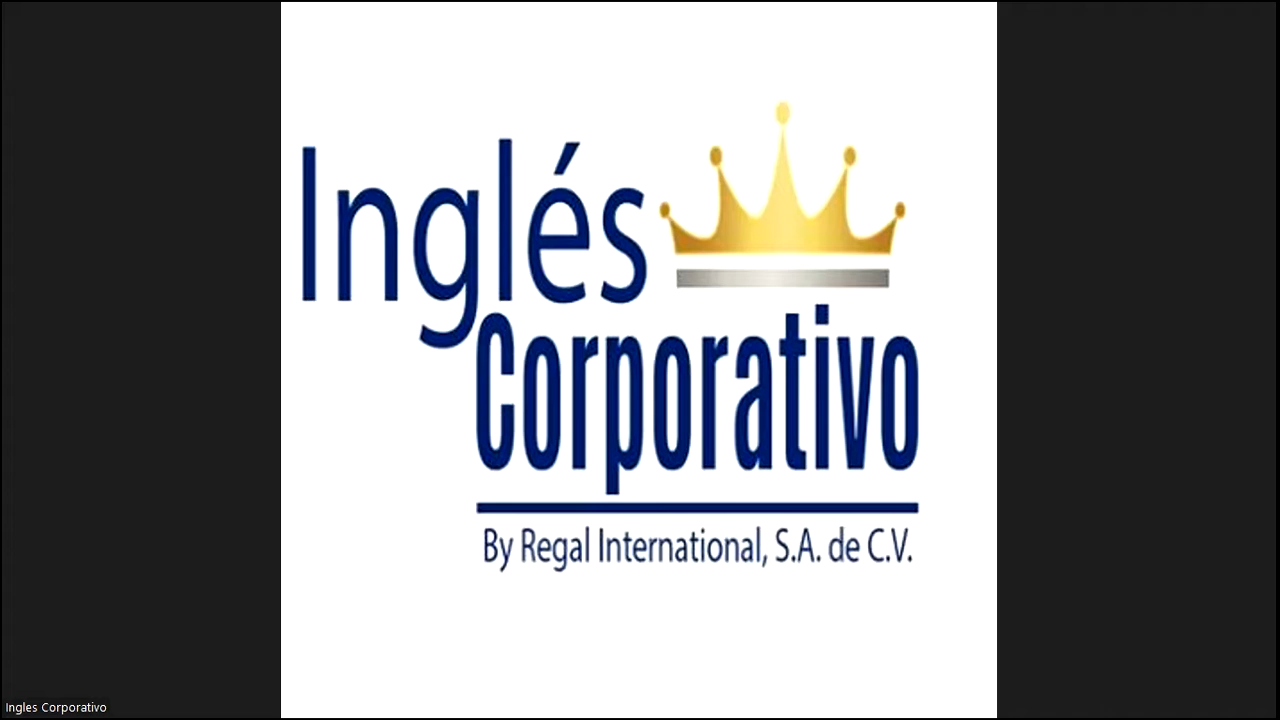 Inglés
Corporativo
By Regal International, S.A. de C.V.
Ingles Corporativo